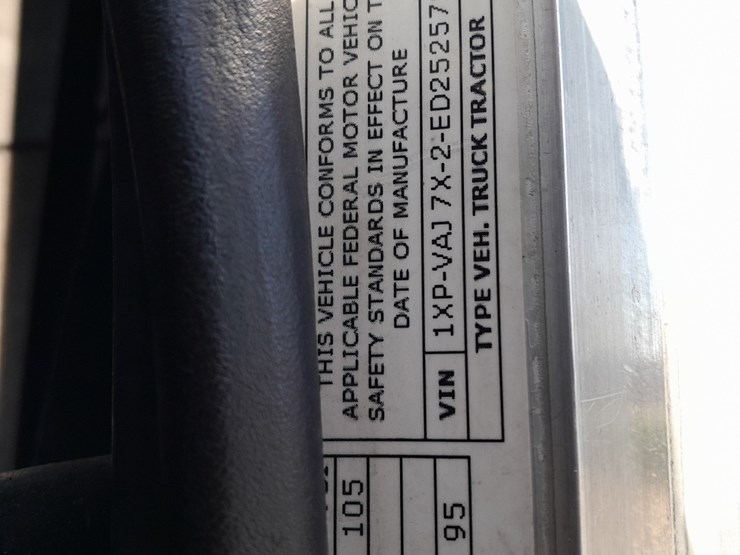 THIS VEHICLE CONFORMS TO ALL
APPLICABLE FEDERAL MOTOR VEHIC
SAFETY STANDARDS IN EFFECT ON T
DATE OF MANUFACTURE
VIN 1XP-VAJ 7X-2-ED25257
TYPE VEH. TRUCK TRACTOR
105
95